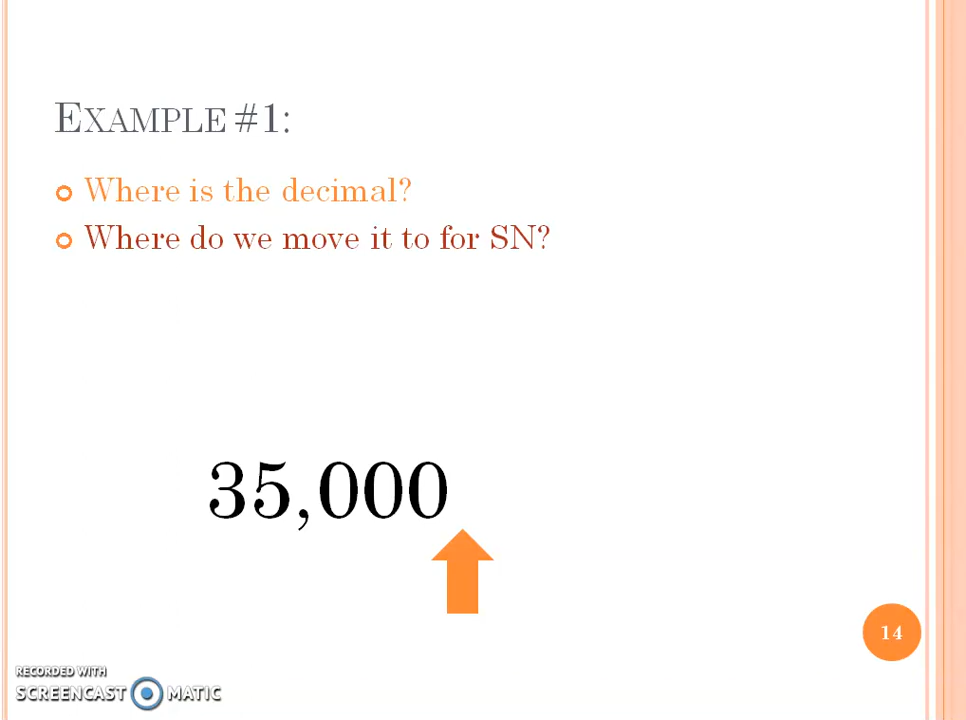 EXAMPLE #1:
Where is the decimal?
Where do we move it to for SN?
35,000
14
RECORDED WITH
SCREENCAST MATIC